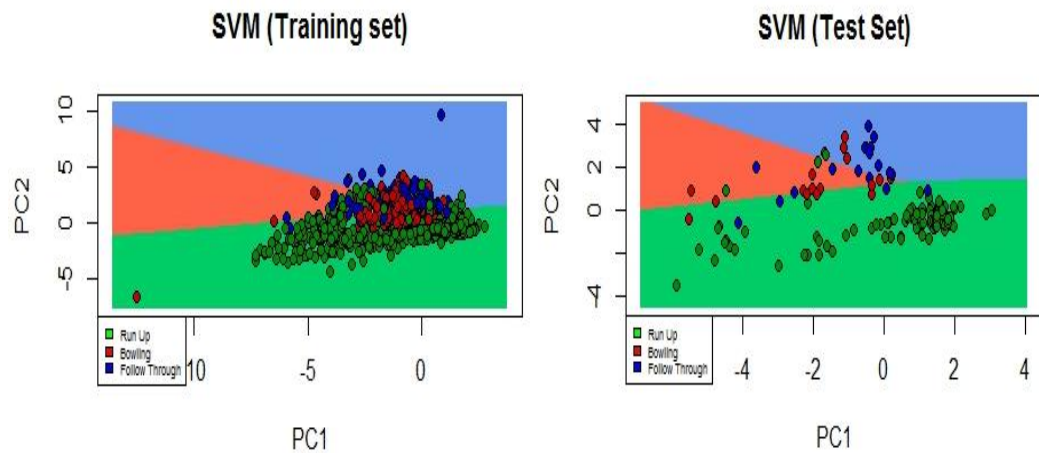 SVM (Training set)
10
5
0
-5
PC2
Run Up
Bowling
Follow Through
10
-5
0
PC1
SVM (Test Set)
4
2
0
-4
PC2
Run Up
Bowling
Follow Through
-4
-2
0
2
4
PC1